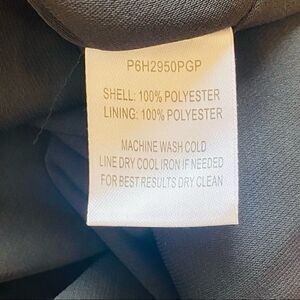 P6H2950PGP
SHELL: 100% POLYESTER
LINING: 100% POLYESTER
MACHINE WASH COLD
LINE DRY COOL IRON IF NEEDED
FOR BEST RESULTS DRY CLEAN